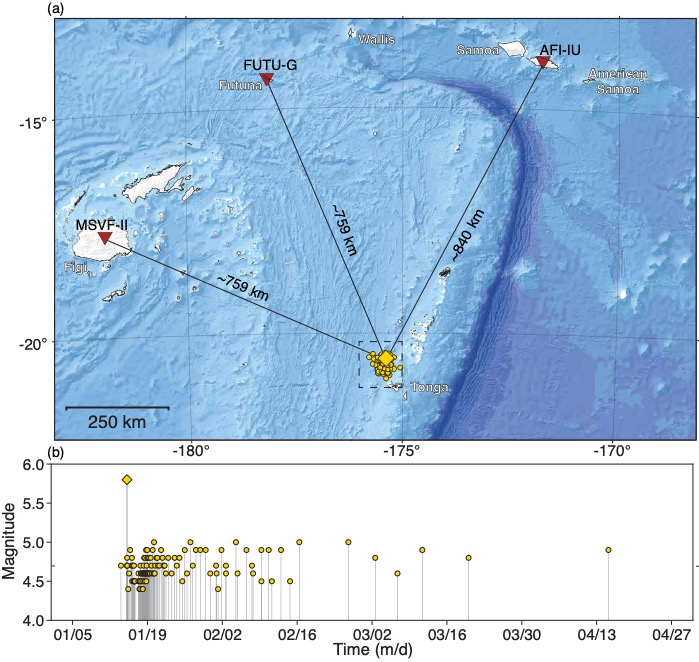 (a)
Wallis
Samoa
AFI-IU
FUTU-G
Futuna
American
Samoa
-15°
MSVF-II
Figi
~759 km
~840 km
~759 km
-20°
Tonga
250 km
-180°
-175°
-170°
(b)
6.0
5.5
5.0
4.5
4.0
Magnitude
01/05
01/19
02/02
02/16
03/02
03/16
03/30
04/13
04/27
Time (m/d)